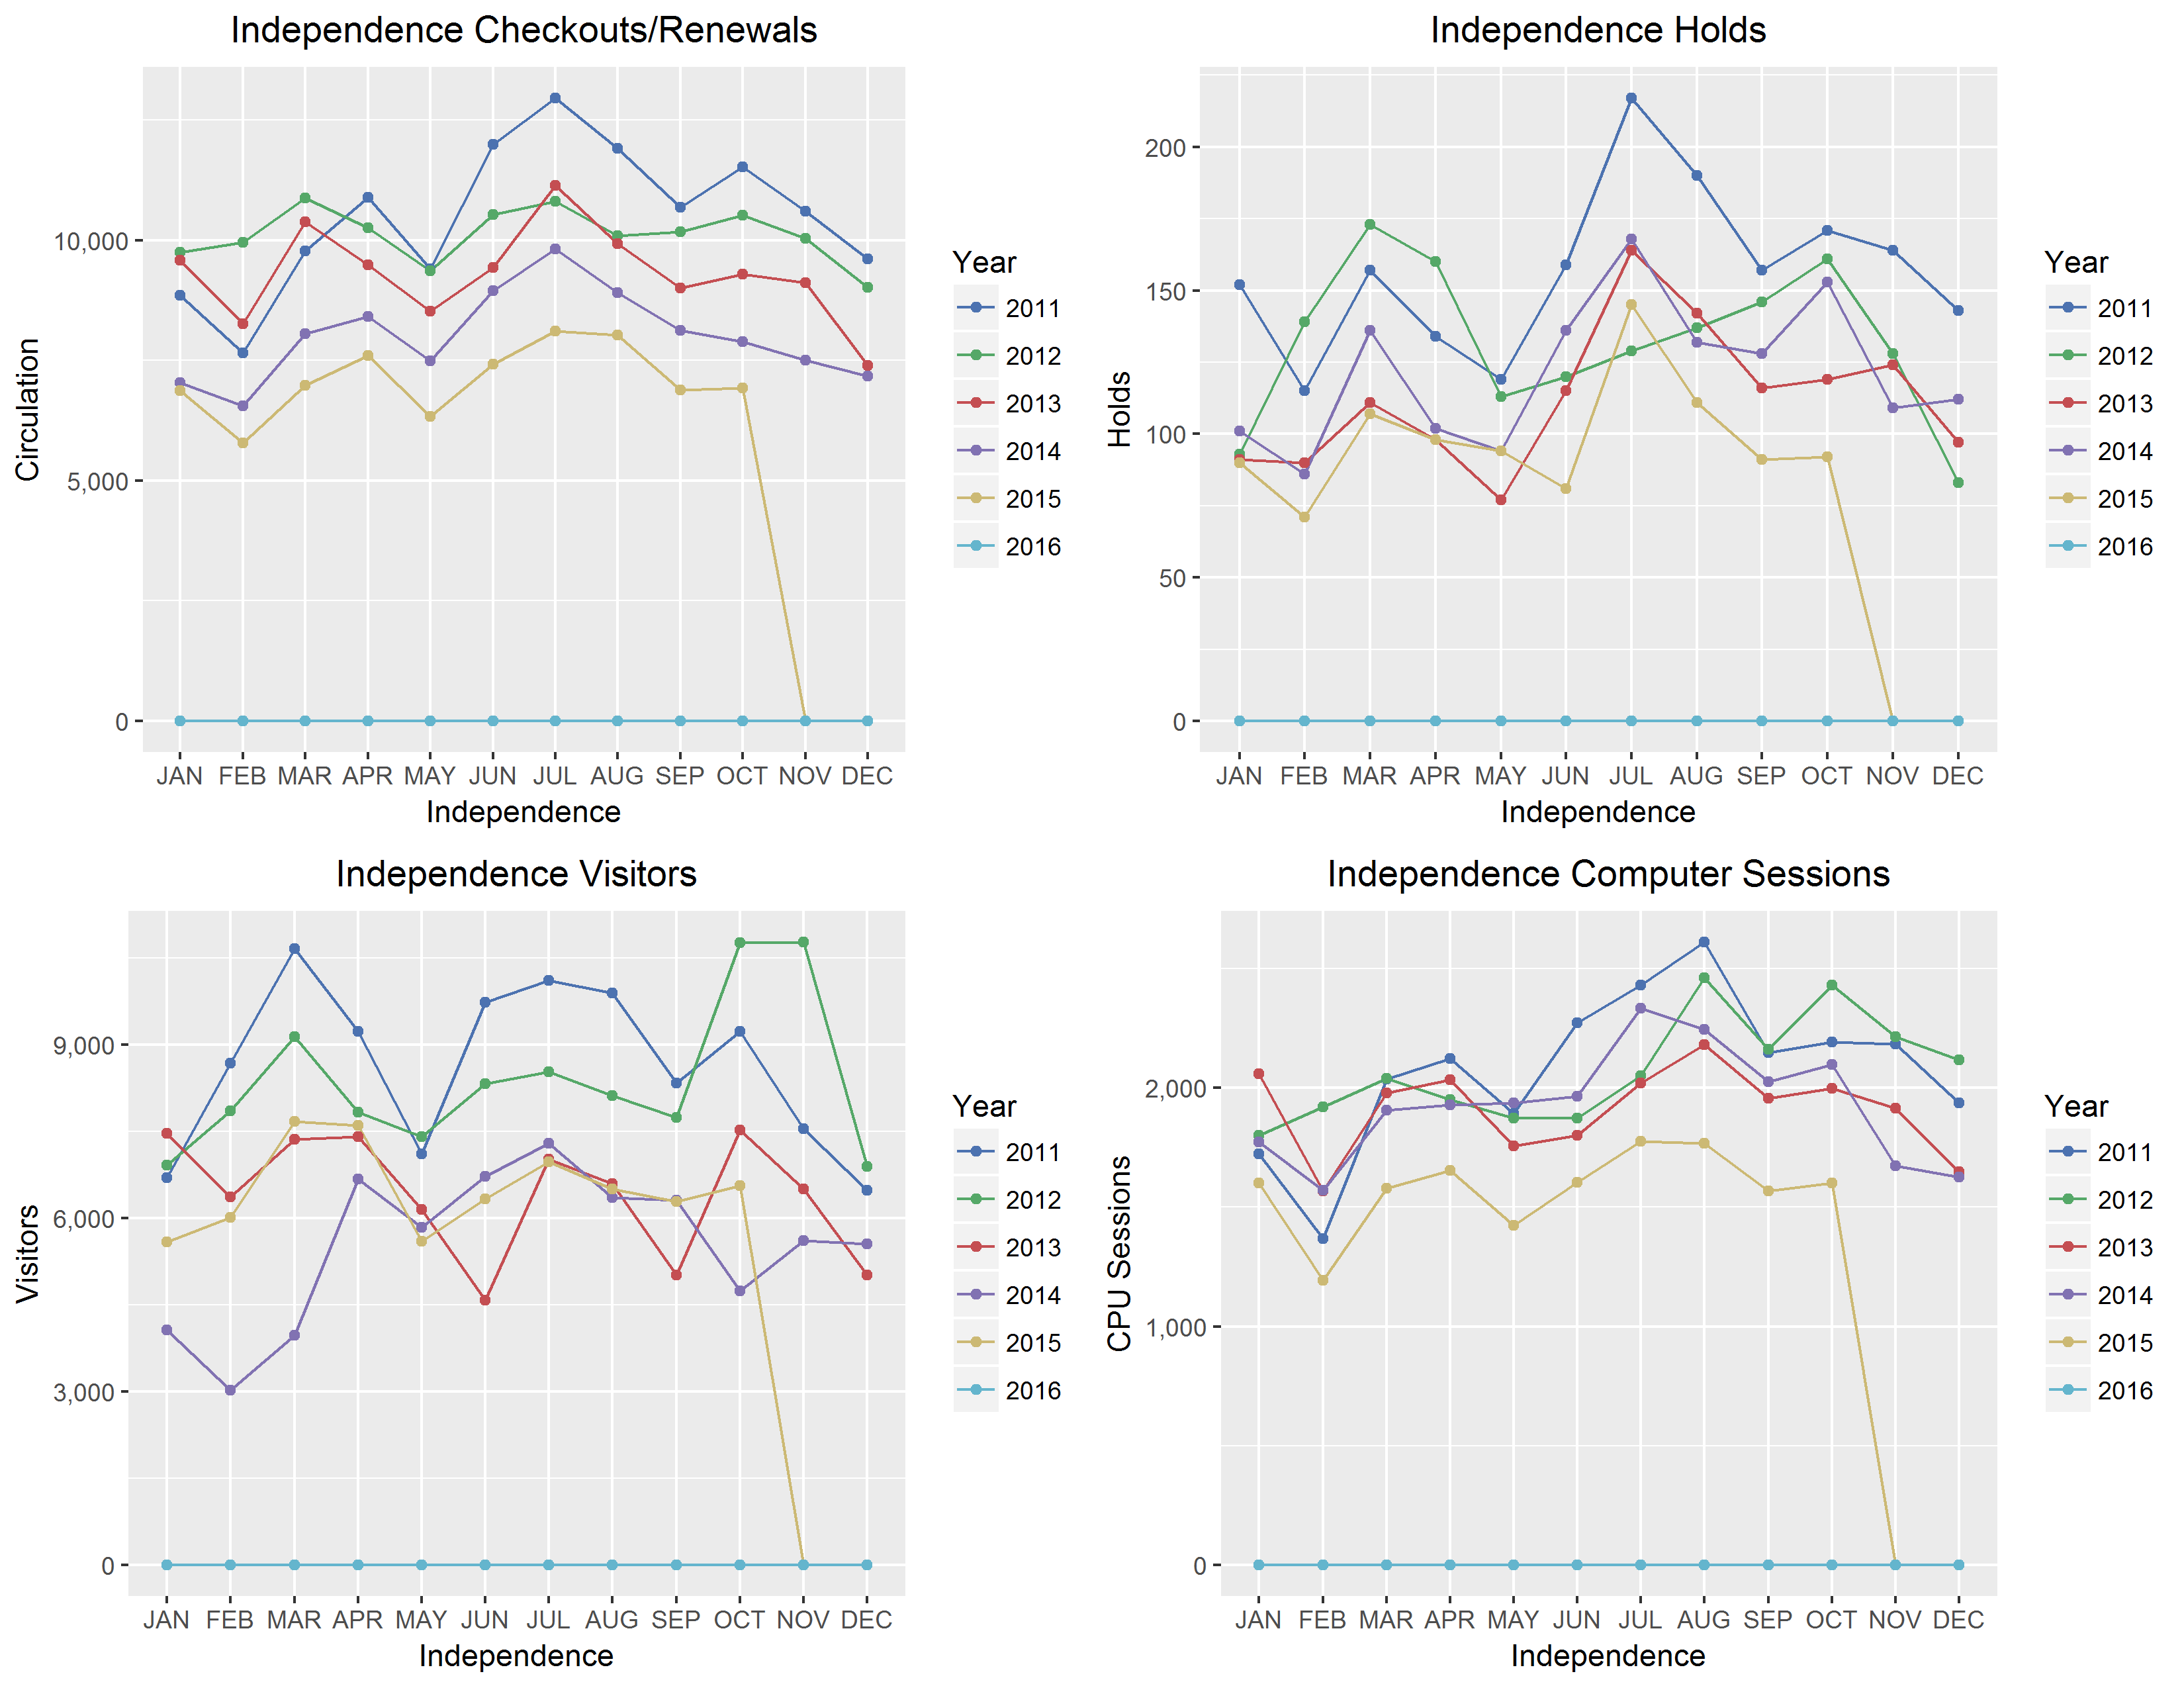 Independence Checkouts/Renewals
Circulation
10,000
5,000
0
JAN FEB MAR APR MAY JUN JUL AUG SEP OCT NOV DEC
Independence
Year
2011
2012
2013
2014
2015
2016
Independence Holds
Holds
200
150
100
50
0
JAN FEB MAR APR MAY JUN JUL AUG SEP OCT NOV DEC
Independence
Year
2011
2012
2013
2014
2015
2016
Independence Visitors
Visitors
9,000
6,000
3,000
0
JAN FEB MAR APR MAY JUN JUL AUG SEP OCT NOV DEC
Independence
Year
2011
2012
2013
2014
2015
2016
Independence Computer Sessions
CPU Sessions
2,000
1,000
0
JAN FEB MAR APR MAY JUN JUL AUG SEP OCT NOV DEC
Independence
Year
2011
2012
2013
2014
2015
2016